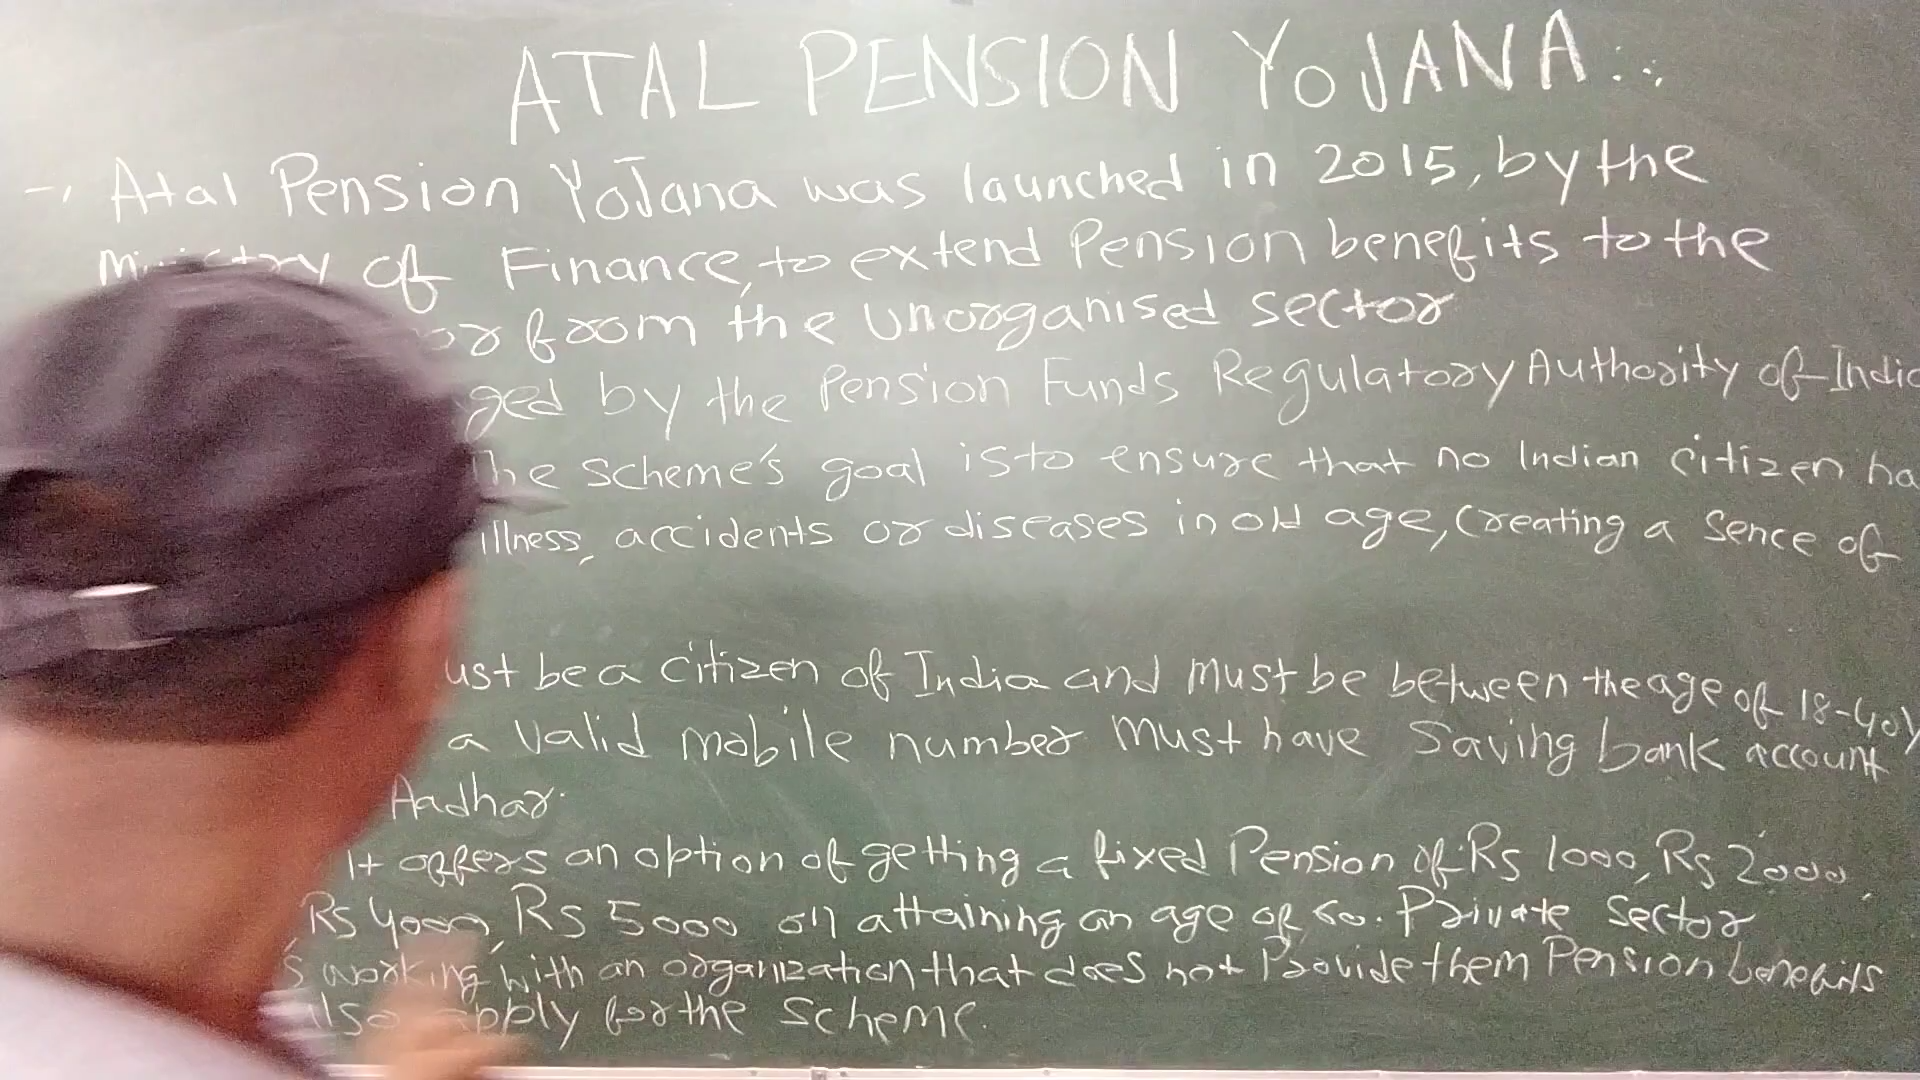 ATAL PENSION YOJANA
Atal Pension YoJana was launched in 2015, by the
of Finance, to extend Pension benefits to the
from the unorganised sector
by the Pension Funds Regulatory Authority of India
the scheme's goal is to ensure that no Indian citizen ha
illness, accidents or diseases in old age, creating a sence of
be a citizen of India and must be between the age of 18-40y
a valid mobile number must have Saving bank account
Aadhar.
It offers an option of getting a fixed Pension of Rs 1000, Rs 2000,
Rs 4000, Rs 5000 on attaining an age of 60. Private sector
working with an organization that does not Provide them Pension benefits
apply for the scheme.